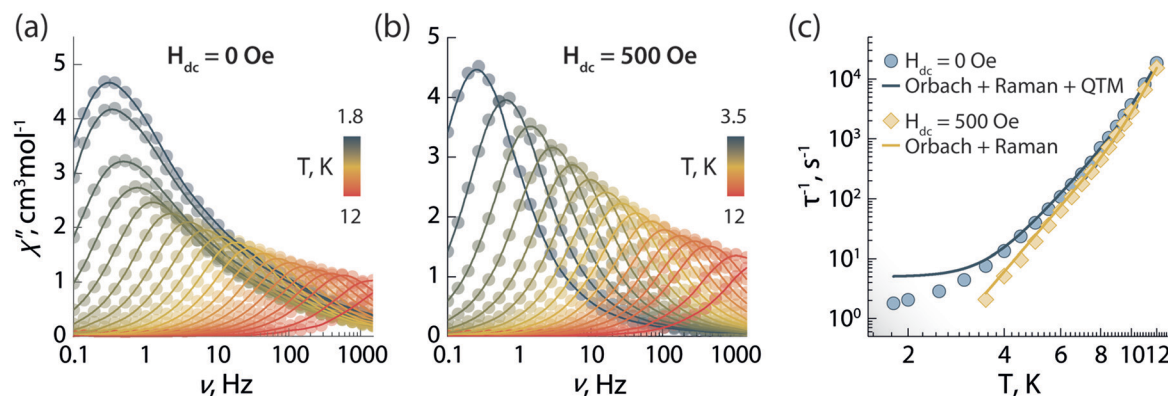 (a)
H_dc = 0 Oe
χ″, cm³mol⁻¹
5
4
3
2
1
0
1.8
T, K
12
0.1
1
10
100
1000
ν, Hz
(b)
H_dc = 500 Oe
5
4
3
2
1
0
3.5
T, K
12
0.1
1
10
100
1000
ν, Hz
(c)
H_dc = 0 Oe
Orbach + Raman + QTM
H_dc = 500 Oe
Orbach + Raman
τ⁻¹, s⁻¹
10⁴
10³
10²
10¹
10⁰
2
4
6
8
10
12
T, K